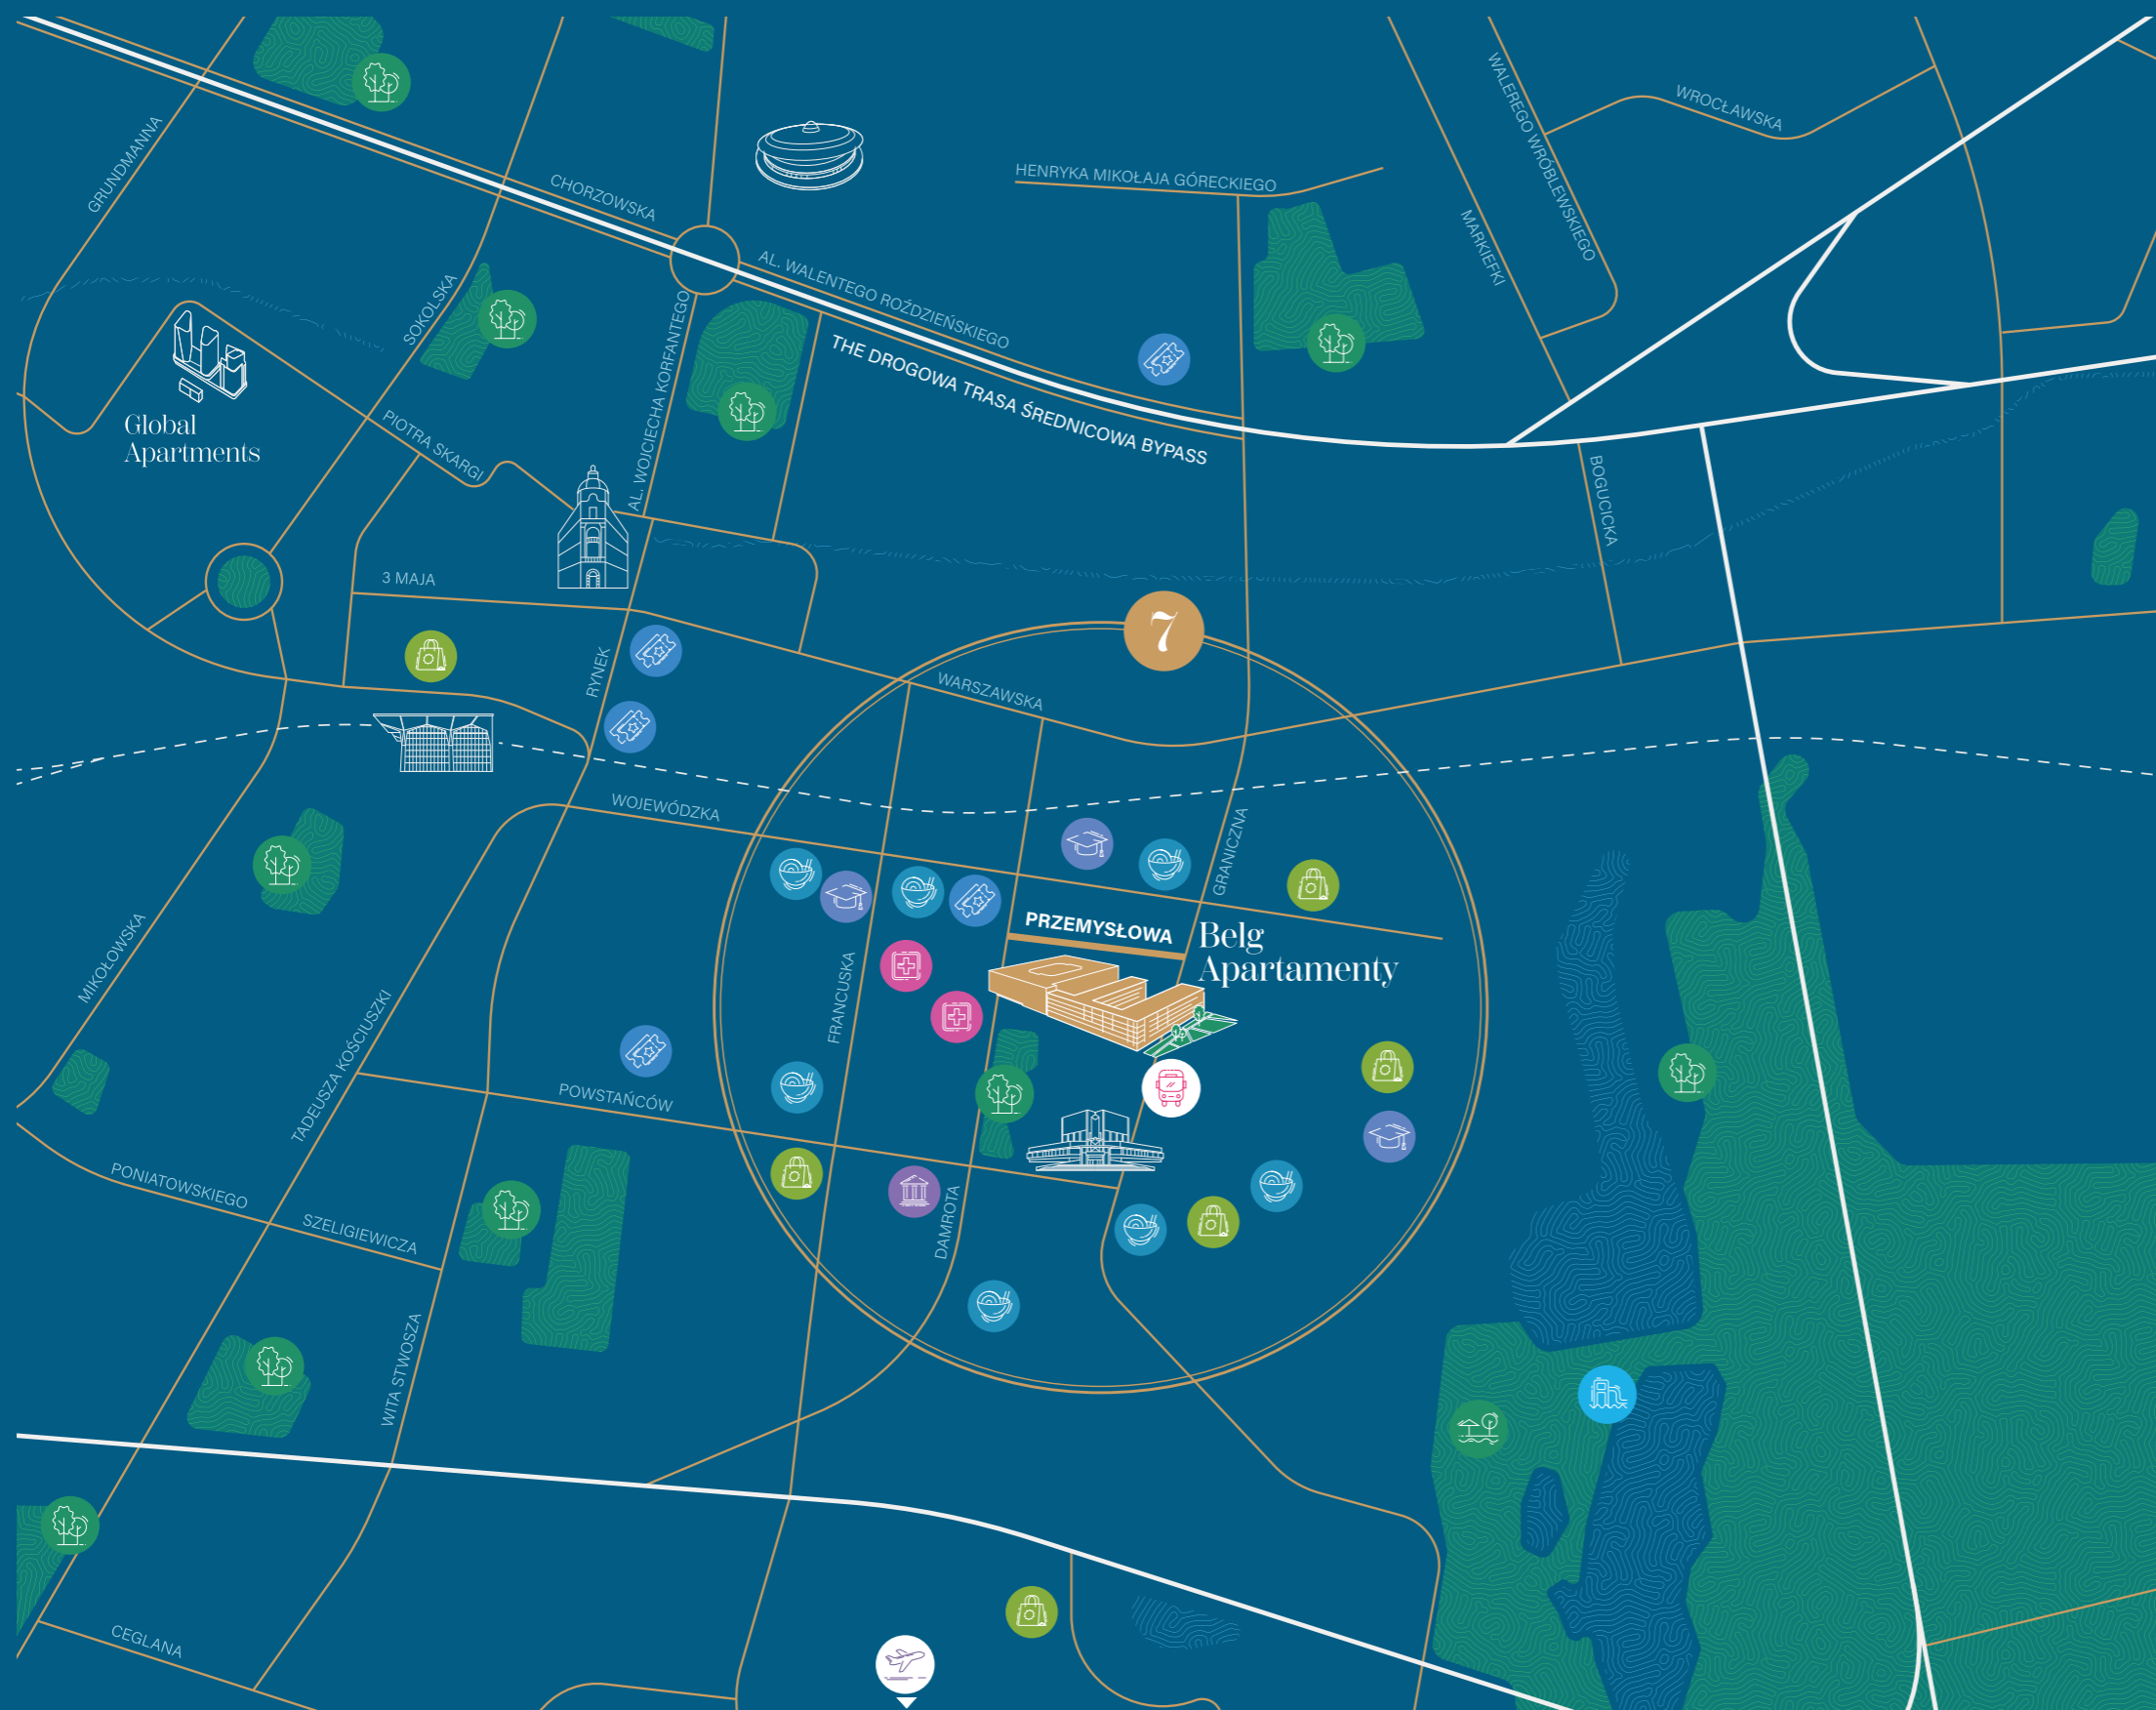 GRUNDMANNA
CHORZOWSKA
HENRYKA MIKOŁAJA GÓRECKIEGO
WALEREGO WRÓBLEWSKIEGO
WROCŁAWSKA
MARKIEFKI
SOKOLSKA
AL. WALENTEGO ROŹDZIEŃSKIEGO
AL. WOJCIECHA KORFANTEGO
THE DROGOWA TRASA ŚREDNICOWA BYPASS
Global
Apartments
PIOTRA SKARGI
BOGUCICKA
3 MAJA
7
RYNEK
WARSZAWSKA
WOJEWÓDZKA
GRANICZNA
PRZEMYSŁOWA
Belg
Apartamenty
MIKOŁOWSKA
FRANCUSKA
TADEUSZA KOŚCIUSZKI
POWSTAŃCÓW
PONIATOWSKIEGO
SZELIGIEWICZA
DAMROTA
WITA STWOSZA
CEGLANA